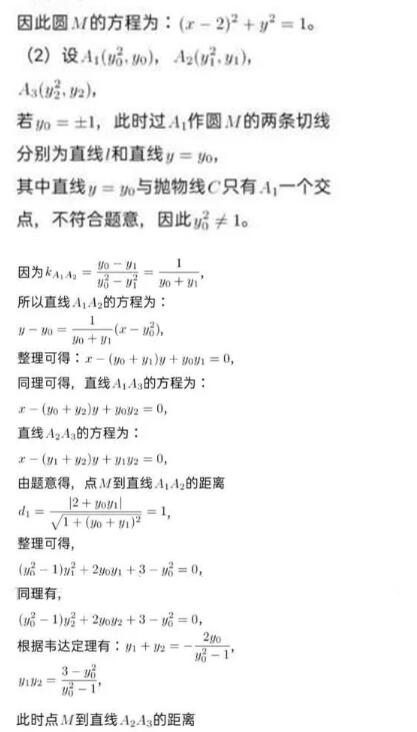 因此圆M的方程为：(x − 2)² + y² = 1。
（2）设A₁(y₀², y₀)，A₂(y₁², y₁)，
A₃(y₂², y₂)，
若y₀ = ±1，此时过A₁作圆M的两条切线
分别为直线l和直线y = y₀，
其中直线y = y₀与抛物线C只有A₁一个交
点，不符合题意，因此y₀² ≠ 1。
因为k_{A₁A₂} = (y₀ − y₁)/(y₀² − y₁²) = 1/(y₀ + y₁)，
所以直线A₁A₂的方程为：
y − y₀ = 1/(y₀ + y₁)(x − y₀²)，
整理可得：x − (y₀ + y₁)y + y₀y₁ = 0，
同理可得，直线A₁A₃的方程为：
x − (y₀ + y₂)y + y₀y₂ = 0，
直线A₂A₃的方程为：
x − (y₁ + y₂)y + y₁y₂ = 0，
由题意得，点M到直线A₁A₂的距离
d₁ = |2 + y₀y₁|/√(1 + (y₀ + y₁)²) = 1，
整理可得，
(y₀² − 1)y₁² + 2y₀y₁ + 3 − y₀² = 0，
同理有，
(y₀² − 1)y₂² + 2y₀y₂ + 3 − y₀² = 0，
根据韦达定理有：y₁ + y₂ = −2y₀/(y₀² − 1)，
y₁y₂ = (3 − y₀²)/(y₀² − 1)，
此时点M到直线A₂A₃的距离